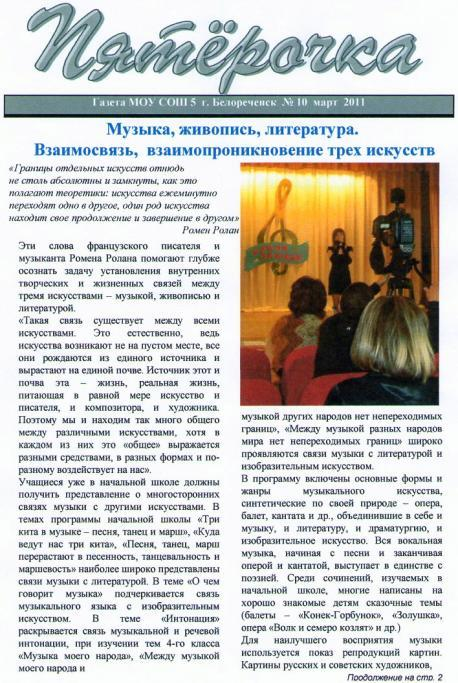 Пятёрочка
Газета МОУ СОШ 5 г. Белореченск № 10 март 2011
Музыка, живопись, литература.
Взаимосвязь, взаимопроникновение трех искусств
«Границы отдельных искусств отнюдь
не столь абсолютны и замкнуты, как это
полагают теоретики: искусства ежеминутно
переходят одно в другое, один род искусства
находит свое продолжение и завершение в другом»
Ромен Ролан
Эти слова французского писателя и
музыканта Ромена Ролана помогают глубже
осознать задачу установления внутренних
творческих и жизненных связей между
тремя искусствами – музыкой, живописью и
литературой.
«Такая связь существует между всеми
искусствами. Это естественно, ведь
искусства возникают не на пустом месте, все
они рождаются из единого источника и
вырастают на единой почве. Источник этот и
почва эта – жизнь, реальная жизнь,
питающая в равной мере искусство и
писателя, и композитора, и художника.
Поэтому мы и находим так много общего
между различными искусствами, хотя в
каждом из них это «общее» выражается
разными средствами, в разных формах и по-
разному воздействует на нас».
Учащиеся уже в начальной школе должны
получить представление о многосторонних
связях музыки с другими искусствами. В
темах программы начальной школы «Три
кита в музыке – песня, танец и марш», «Куда
ведут нас три кита», «Песня, танец, марш
перерастают в песенность, танцевальность и
маршевость» наиболее широко представлены
связи музыки с литературой. В теме «О чем
говорит музыка» подчеркивается связь
музыкального языка с изобразительным
искусством. В теме «Интонация»
раскрывается связь музыкальной и речевой
интонации, при изучении тем 4-го класса
«Музыка моего народа», «Между музыкой
моего народа и
музыкой других народов нет непереходимых
границ», «Между музыкой разных народов
мира нет непереходимых границ» широко
проявляются связи музыки с литературой и
изобразительным искусством.
В программу включены основные формы и
жанры музыкального искусства,
синтетические по своей природе – опера,
балет, кантата и др., объединившие в себе и
музыку, и литературу, и драматургию, и
изобразительное искусство. Вся вокальная
музыка, начиная с песни и заканчивая
оперой и кантатой, выступает в единстве с
поэзией. Среди сочинений, изучаемых в
начальной школе, многие написаны на
хорошо знакомые детям сказочные темы
(балеты – «Конек-Горбунок», «Золушка»,
опера «Волк и семеро козлят» и др.)
Для наилучшего восприятия музыки
используется показ репродукций картин.
Картины русских и советских художников,
Продолжение на стр. 2